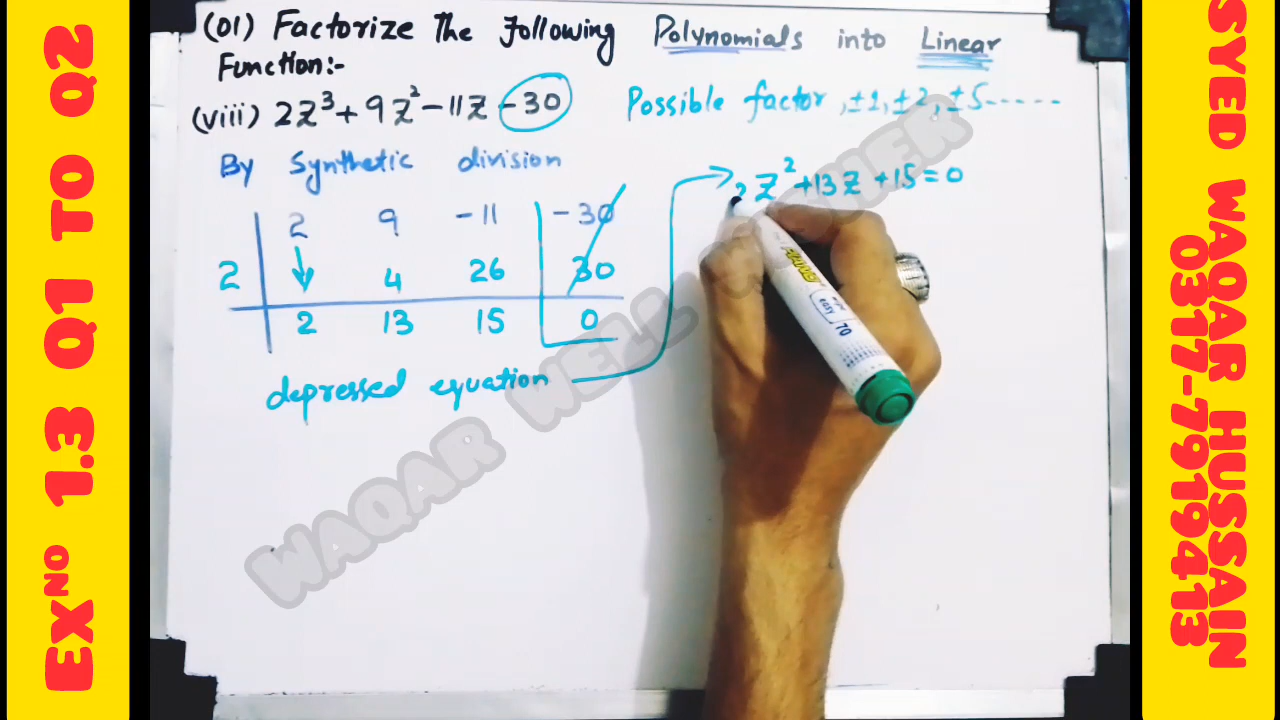 EXNO 1.3 Q1 TO Q2
(01) Factorize The Following Polynomials into Linear
Function:-
(viii) 2z³ + 9z² - 11z - 30
Possible factor, ±1, ±2, ±5------
By Synthetic division
2 9 -11 -30
2 4 26 30
2 13 15 0
depressed equation
2z² + 13z + 15 = 0
WAQAR WELL WISHER
SYED WAQAR HUSSAIN
0317-7919413